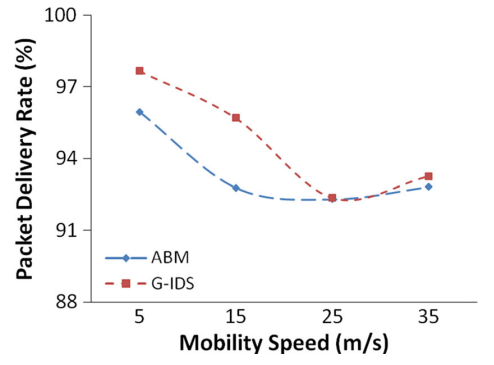 Packet Delivery Rate (%)
100
97
94
91
88
ABM
G-IDS
5 15 25 35
Mobility Speed (m/s)